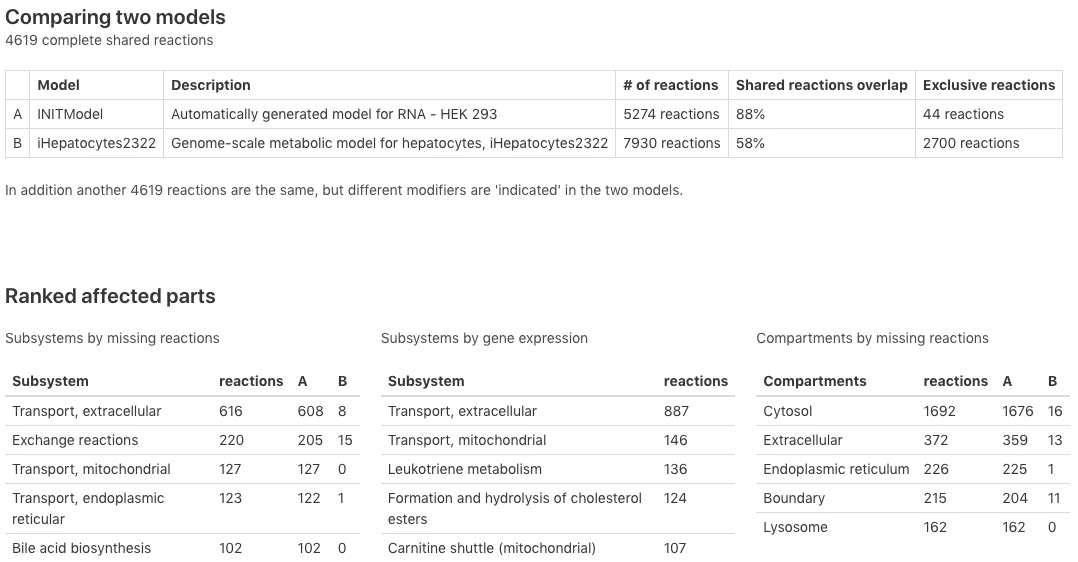 Comparing two models
4619 complete shared reactions
Model Description # of reactions Shared reactions overlap Exclusive reactions
A INITModel Automatically generated model for RNA - HEK 293 5274 reactions 88% 44 reactions
B iHepatocytes2322 Genome-scale metabolic model for hepatocytes, iHepatocytes2322 7930 reactions 58% 2700 reactions
In addition another 4619 reactions are the same, but different modifiers are 'indicated' in the two models.
Ranked affected parts
Subsystems by missing reactions
Subsystem reactions A B
Transport, extracellular 616 608 8
Exchange reactions 220 205 15
Transport, mitochondrial 127 127 0
Transport, endoplasmic 123 122 1
reticular
Bile acid biosynthesis 102 102 0
Subsystems by gene expression
Subsystem reactions
Transport, extracellular 887
Transport, mitochondrial 146
Leukotriene metabolism 136
Formation and hydrolysis of cholesterol 124
esters
Carnitine shuttle (mitochondrial) 107
Compartments by missing reactions
Compartments reactions A B
Cytosol 1692 1676 16
Extracellular 372 359 13
Endoplasmic reticulum 226 225 1
Boundary 215 204 11
Lysosome 162 162 0